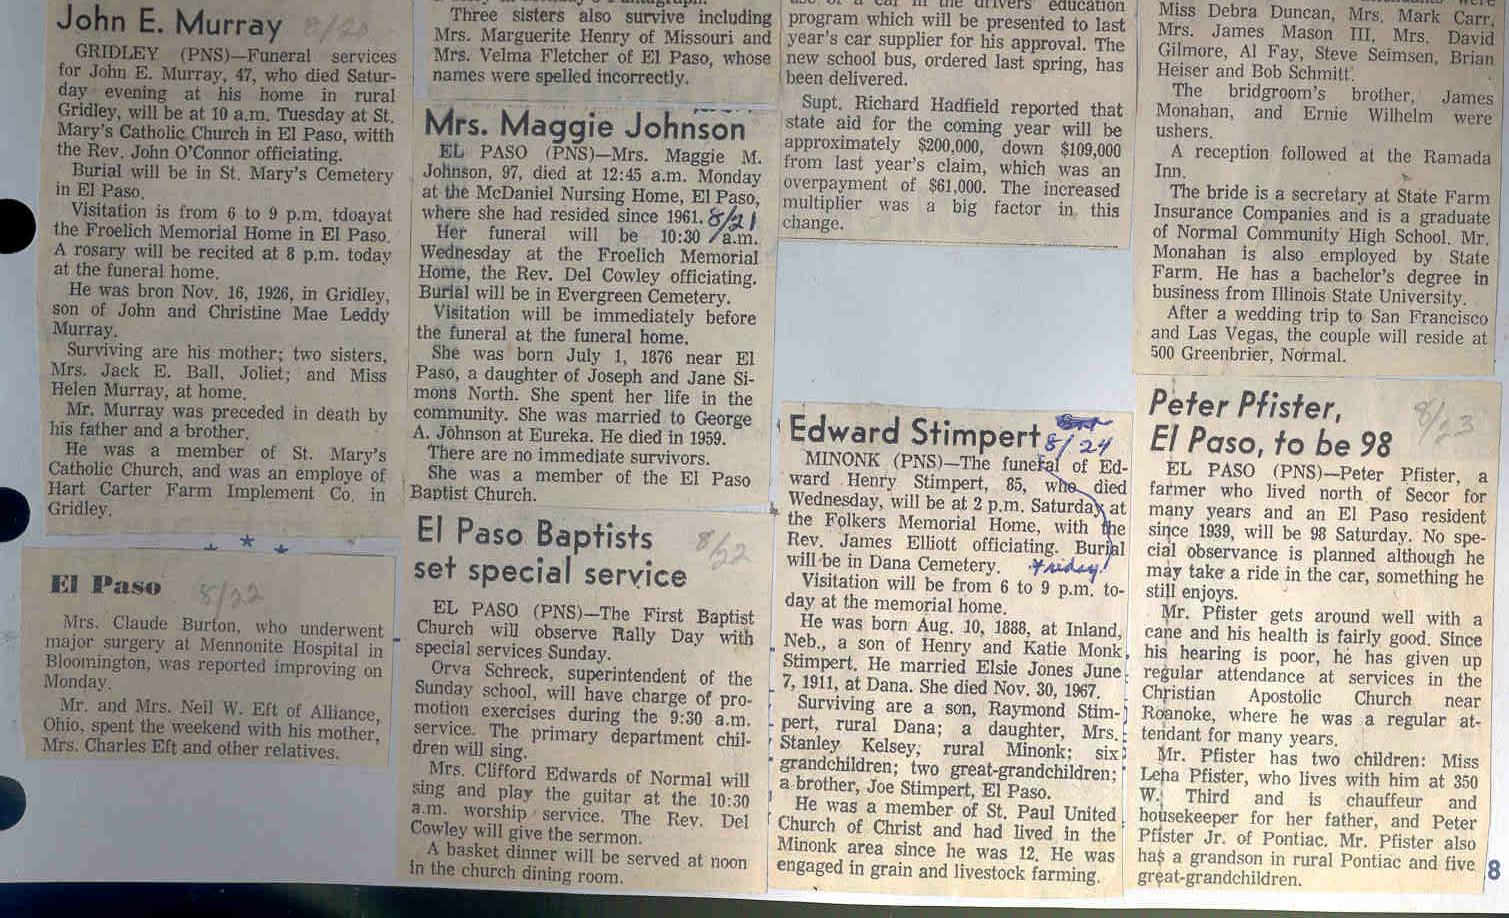 John E. Murray
8/20
GRIDLEY (PNS)—Funeral services
for John E. Murray, 47, who died Satur-
day evening at his home in rural
Gridley, will be at 10 a.m. Tuesday at St.
Mary's Catholic Church in El Paso, witth
the Rev. John O'Connor officiating.
Burial will be in St. Mary's Cemetery
in El Paso.
Visitation is from 6 to 9 p.m. tdoayat
the Froelich Memorial Home in El Paso.
A rosary will be recited at 8 p.m. today
at the funeral home.
He was bron Nov. 16, 1926, in Gridley,
son of John and Christine Mae Leddy
Murray.
Surviving are his mother; two sisters,
Mrs. Jack E. Ball, Joliet; and Miss
Helen Murray, at home.
Mr. Murray was preceded in death by
his father and a brother.
He was a member of St. Mary's
Catholic Church, and was an employe of
Hart Carter Farm Implement Co. in
Gridley.
El Paso
8/22
Mrs. Claude Burton, who underwent
major surgery at Mennonite Hospital in
Bloomington, was reported improving on
Monday.
Mr. and Mrs. Neil W. Eft of Alliance,
Ohio, spent the weekend with his mother,
Mrs. Charles Eft and other relatives.
Three sisters also survive including
Mrs. Marguerite Henry of Missouri and
Mrs. Velma Fletcher of El Paso, whose
names were spelled incorrectly.
Mrs. Maggie Johnson
EL PASO (PNS)—Mrs. Maggie M.
Johnson, 97, died at 12:45 a.m. Monday
at the McDaniel Nursing Home, El Paso,
where she had resided since 1961. 8/21
Her funeral will be 10:30 a.m.
Wednesday at the Froelich Memorial
Home, the Rev. Del Cowley officiating.
Burial will be in Evergreen Cemetery.
Visitation will be immediately before
the funeral at the funeral home.
She was born July 1, 1876 near El
Paso, a daughter of Joseph and Jane Si-
mons North. She spent her life in the
community. She was married to George
A. Johnson at Eureka. He died in 1959.
There are no immediate survivors.
She was a member of the El Paso
Baptist Church.
El Paso Baptists
set special service
8/22
EL PASO (PNS)—The First Baptist
Church will observe Rally Day with
special services Sunday.
Orva Schreck, superintendent of the
Sunday school, will have charge of pro-
motion exercises during the 9:30 a.m.
service. The primary department chil-
dren will sing.
Mrs. Clifford Edwards of Normal will
sing and play the guitar at the 10:30
a.m. worship service. The Rev. Del
Cowley will give the sermon.
A basket dinner will be served at noon
in the church dining room.
use of a car in the drivers' education
program which will be presented to last
year's car supplier for his approval. The
new school bus, ordered last spring, has
been delivered.
Supt. Richard Hadfield reported that
state aid for the coming year will be
approximately $200,000, down $109,000
from last year's claim, which was an
overpayment of $61,000. The increased
multiplier was a big factor in this
change.
Edward Stimpert
8/24
MINONK (PNS)—The funeral of Ed-
ward Henry Stimpert, 85, who died
Wednesday, will be at 2 p.m. Saturday at
the Folkers Memorial Home, with the
Rev. James Elliott officiating. Burial
will be in Dana Cemetery. Friday!
Visitation will be from 6 to 9 p.m. to-
day at the memorial home.
He was born Aug. 10, 1888, at Inland,
Neb., a son of Henry and Katie Monk
Stimpert. He married Elsie Jones June
7, 1911, at Dana. She died Nov. 30, 1967.
Surviving are a son, Raymond Stim-
pert, rural Dana; a daughter, Mrs.
Stanley Kelsey, rural Minonk; six
grandchildren; two great-grandchildren;
a brother, Joe Stimpert, El Paso.
He was a member of St. Paul United
Church of Christ and had lived in the
Minonk area since he was 12. He was
engaged in grain and livestock farming.
Miss Debra Duncan, Mrs. Mark Carr,
Mrs. James Mason III, Mrs. David
Gilmore, Al Fay, Steve Seimsen, Brian
Heiser and Bob Schmitt.
The bridgroom's brother, James
Monahan, and Ernie Wilhelm were
ushers.
A reception followed at the Ramada
Inn.
The bride is a secretary at State Farm
Insurance Companies and is a graduate
of Normal Community High School. Mr.
Monahan is also employed by State
Farm. He has a bachelor's degree in
business from Illinois State University.
After a wedding trip to San Francisco
and Las Vegas, the couple will reside at
500 Greenbrier, Normal.
Peter Pfister,
El Paso, to be 98
8/23
EL PASO (PNS)—Peter Pfister, a
farmer who lived north of Secor for
many years and an El Paso resident
since 1939, will be 98 Saturday. No spe-
cial observance is planned although he
may take a ride in the car, something he
still enjoys.
Mr. Pfister gets around well with a
cane and his health is fairly good. Since
his hearing is poor, he has given up
regular attendance at services in the
Christian Apostolic Church near
Roanoke, where he was a regular at-
tendant for many years.
Mr. Pfister has two children: Miss
Leha Pfister, who lives with him at 350
W. Third and is chauffeur and
housekeeper for her father, and Peter
Pfister Jr. of Pontiac. Mr. Pfister also
has a grandson in rural Pontiac and five
great-grandchildren.
8